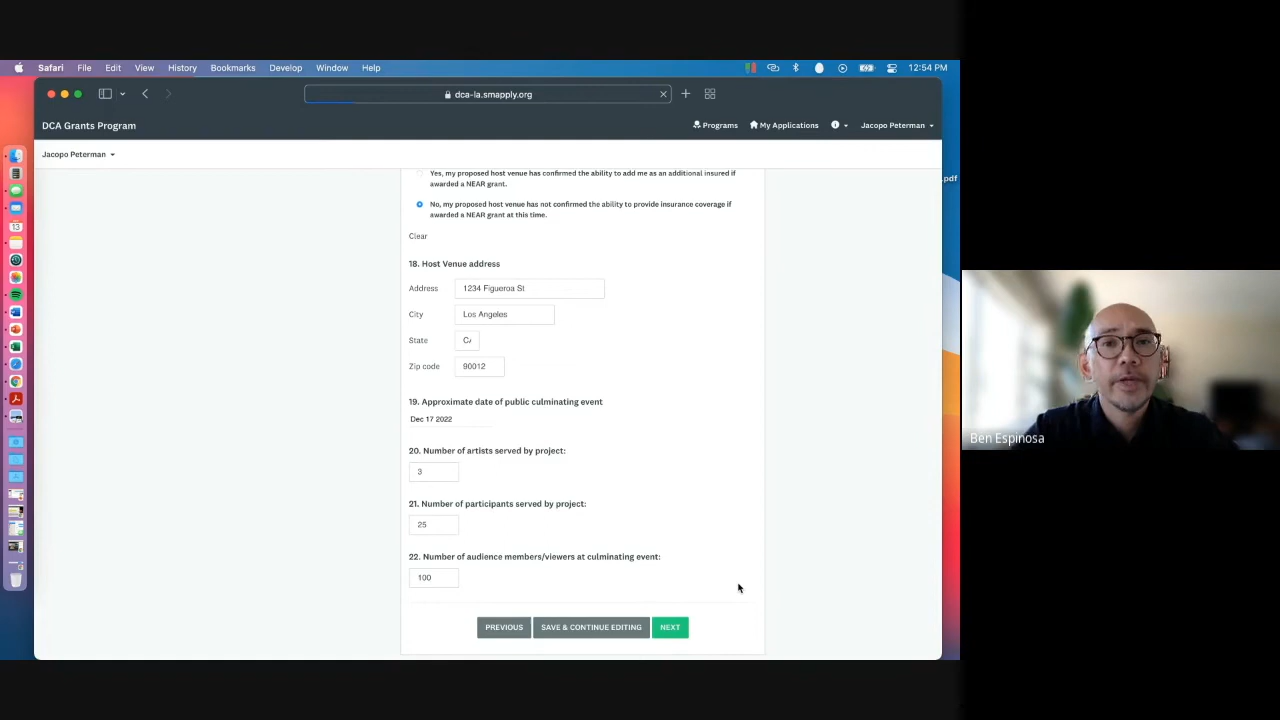 Safari File Edit View History Bookmarks Develop Window Help 12:54 PM
dca-la.smapply.org
DCA Grants Program Programs My Applications Jacopo Peterman
Jacopo Peterman
.pdf
Yes, my proposed host venue has confirmed the ability to add me as an additional insured if
awarded a NEAR grant.
No, my proposed host venue has not confirmed the ability to provide insurance coverage if
awarded a NEAR grant at this time.
Clear
18. Host Venue address
Address 1234 Figueroa St
City Los Angeles
State CA
Zip code 90012
19. Approximate date of public culminating event
Dec 17 2022
20. Number of artists served by project:
3
21. Number of participants served by project:
25
22. Number of audience members/viewers at culminating event:
100
PREVIOUS SAVE & CONTINUE EDITING NEXT
Ben Espinosa